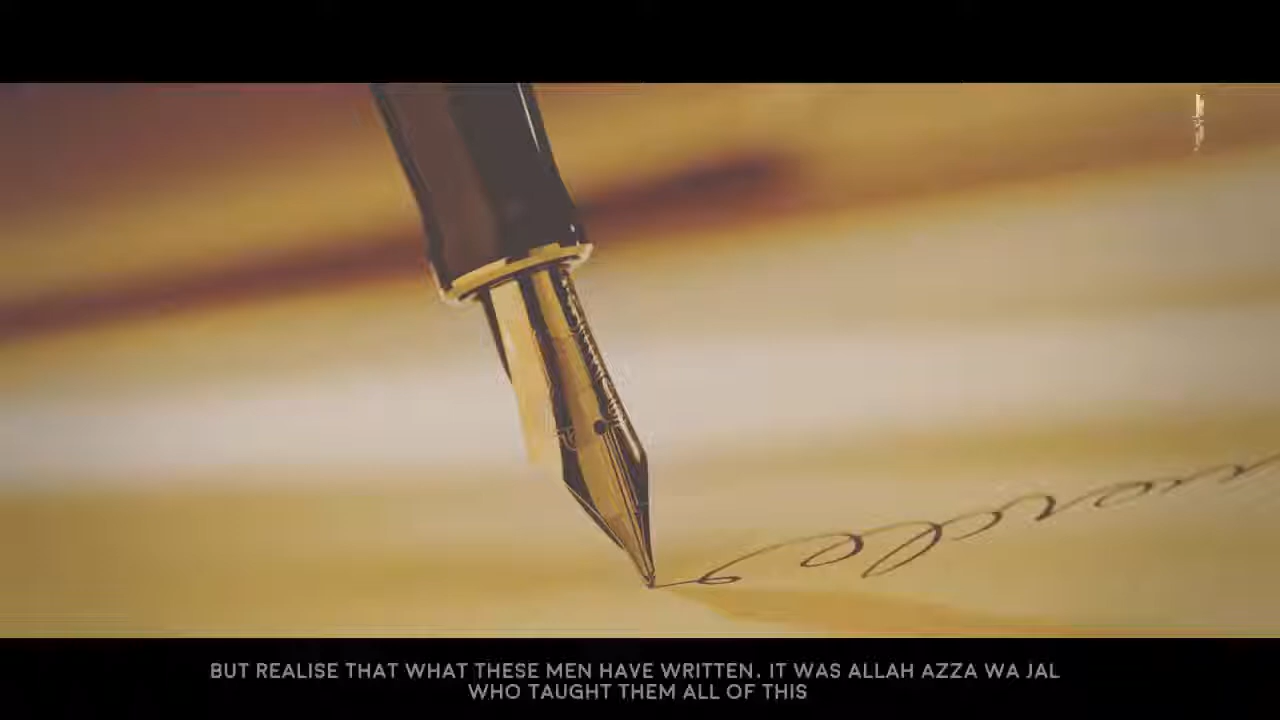 BUT REALISE THAT WHAT THESE MEN HAVE WRITTEN. IT WAS ALLAH AZZA WA JAL
WHO TAUGHT THEM ALL OF THIS